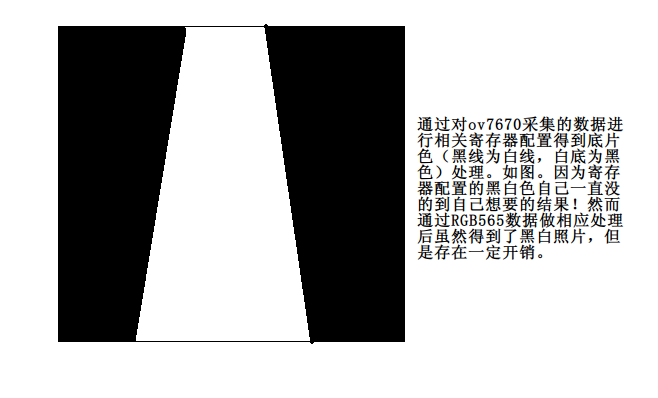 通过对ov7670采集的数据进
行相关寄存器配置得到底片
色（黑线为白线，白底为黑
色）处理。如图。因为寄存
器配置的黑白色自己一直没
的到自己想要的结果！然而
通过RGB565数据做相应处理
后虽然得到了黑白照片，但
是存在一定开销。